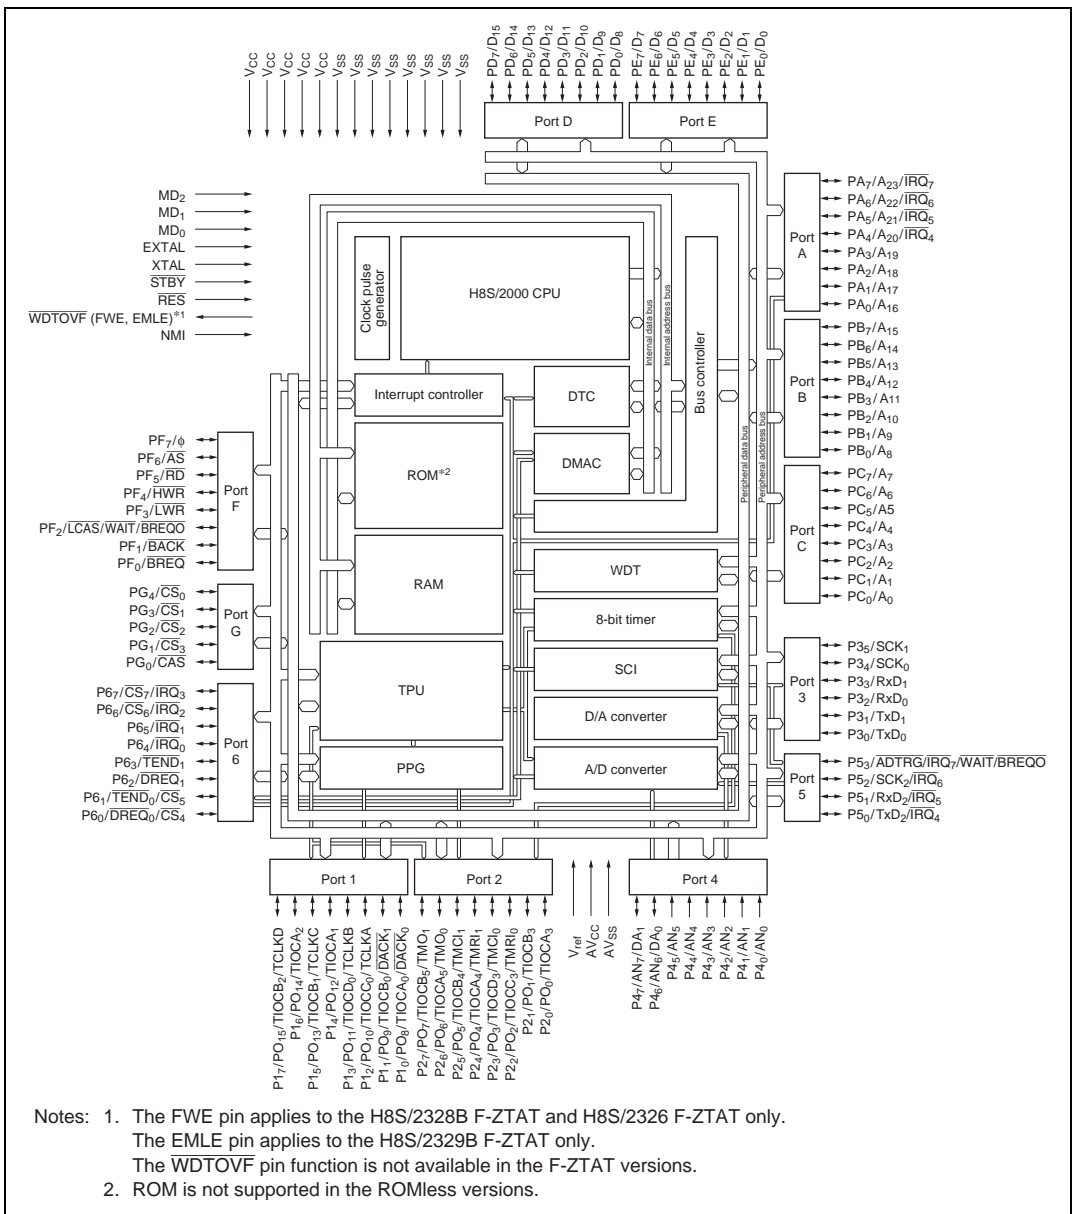 VCC
VCC
VCC
VCC
VCC
VSS
VSS
VSS
VSS
VSS
VSS
VSS
VSS
PD7/D15
PD6/D14
PD5/D13
PD4/D12
PD3/D11
PD2/D10
PD1/D9
PD0/D8
PE7/D7
PE6/D6
PE5/D5
PE4/D4
PE3/D3
PE2/D2
PE1/D1
PE0/D0
Port D
Port E
MD2
MD1
MD0
EXTAL
XTAL
STBY
RES
WDTOVF (FWE, EMLE)*1
NMI
Clock pulse
generator
H8S/2000 CPU
Internal data bus
Internal address bus
Bus controller
Peripheral data bus
Peripheral address bus
Interrupt controller
DTC
ROM*2
DMAC
RAM
WDT
8-bit timer
TPU
SCI
D/A converter
PPG
A/D converter
Port
A
PA7/A23/IRQ7
PA6/A22/IRQ6
PA5/A21/IRQ5
PA4/A20/IRQ4
PA3/A19
PA2/A18
PA1/A17
PA0/A16
Port
B
PB7/A15
PB6/A14
PB5/A13
PB4/A12
PB3/A11
PB2/A10
PB1/A9
PB0/A8
Port
C
PC7/A7
PC6/A6
PC5/A5
PC4/A4
PC3/A3
PC2/A2
PC1/A1
PC0/A0
Port
3
P35/SCK1
P34/SCK0
P33/RxD1
P32/RxD0
P31/TxD1
P30/TxD0
Port
5
P53/ADTRG/IRQ7/WAIT/BREQO
P52/SCK2/IRQ6
P51/RxD2/IRQ5
P50/TxD2/IRQ4
PF7/φ
PF6/AS
PF5/RD
PF4/HWR
PF3/LWR
PF2/LCAS/WAIT/BREQO
PF1/BACK
PF0/BREQ
Port
F
PG4/CS0
PG3/CS1
PG2/CS2
PG1/CS3
PG0/CAS
Port
G
P67/CS7/IRQ3
P66/CS6/IRQ2
P65/IRQ1
P64/IRQ0
P63/TEND1
P62/DREQ1
P61/TEND0/CS5
P60/DREQ0/CS4
Port
6
Port 1
Port 2
Port 4
P17/PO15/TIOCB2/TCLKD
P16/PO14/TIOCA2
P15/PO13/TIOCB1/TCLKC
P14/PO12/TIOCA1
P13/PO11/TIOCD0/TCLKB
P12/PO10/TIOCC0/TCLKA
P11/PO9/TIOCB0/DACK1
P10/PO8/TIOCA0/DACK0
P27/PO7/TIOCB5/TMO1
P26/PO6/TIOCA5/TMO0
P25/PO5/TIOCB4/TMCI1
P24/PO4/TIOCA4/TMRI1
P23/PO3/TIOCD3/TMCI0
P22/PO2/TIOCC3/TMRI0
P21/PO1/TIOCB3
P20/PO0/TIOCA3
Vref
AVCC
AVSS
P47/AN7/DA1
P46/AN6/DA0
P45/AN5
P44/AN4
P43/AN3
P42/AN2
P41/AN1
P40/AN0
Notes: 1. The FWE pin applies to the H8S/2328B F-ZTAT and H8S/2326 F-ZTAT only.
The EMLE pin applies to the H8S/2329B F-ZTAT only.
The WDTOVF pin function is not available in the F-ZTAT versions.
2. ROM is not supported in the ROMless versions.